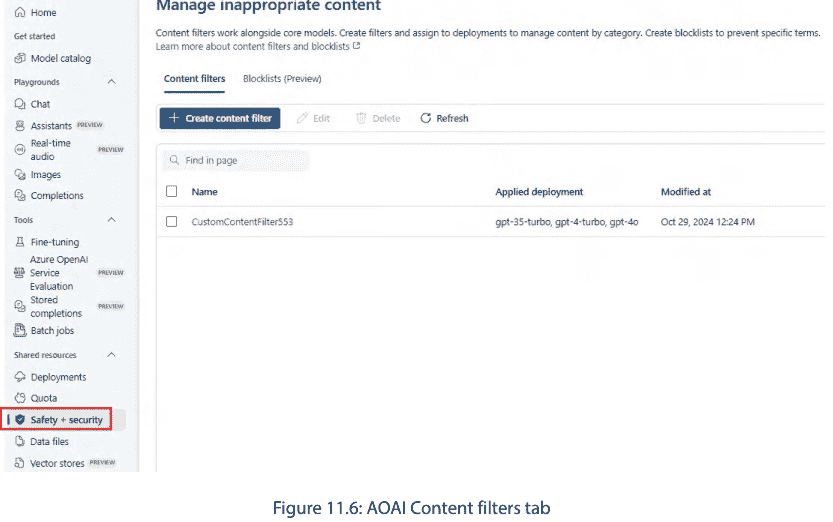 Home
Get started
Model catalog
Playgrounds
Chat
Assistants PREVIEW
Real-time
audio PREVIEW
Images
Completions
Tools
Fine-tuning
Azure OpenAI
Service PREVIEW
Evaluation
Stored
completions PREVIEW
Batch jobs
Shared resources
Deployments
Quota
Safety + security
Data files
Vector stores PREVIEW
Manage inappropriate content
Content filters work alongside core models. Create filters and assign to deployments to manage content by category. Create blocklists to prevent specific terms.
Learn more about content filters and blocklists
Content filters Blocklists (Preview)
+ Create content filter Edit Delete Refresh
Find in page
Name Applied deployment Modified at
CustomContentFilter553 gpt-35-turbo, gpt-4-turbo, gpt-4o Oct 29, 2024 12:24 PM
Figure 11.6: AOAI Content filters tab